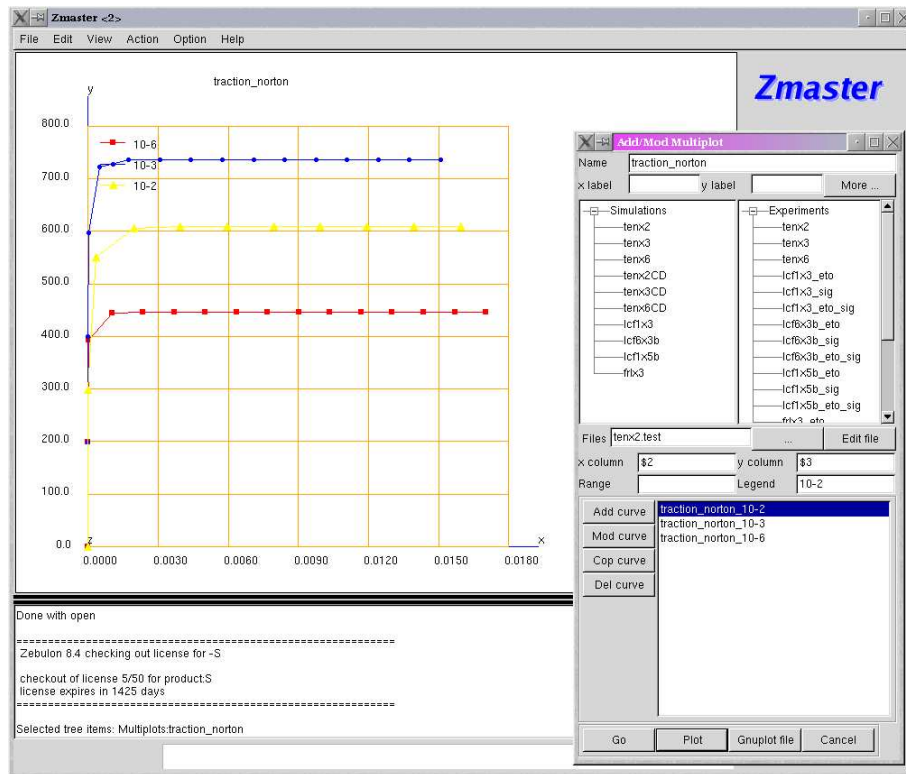 Zmaster <2>
File Edit View Action Option Help
Zmaster
y
traction_norton
800.0
10-6
10-3
700.0
10-2
600.0
500.0
400.0
300.0
200.0
100.0
0.0
z
x
0.0000 0.0030 0.0060 0.0090 0.0120 0.0150 0.0180
Add/Mod Multiplot
Name traction_norton
x label y label More ...
Simulations
tenx2
tenx3
tenx6
tenx2CD
tenx3CD
tenx6CD
lcf1x3
lcf6x3b
lcf1x5b
frlx3
Experiments
tenx2
tenx3
tenx6
lcf1x3_eto
lcf1x3_sig
lcf1x3_eto_sig
lcf6x3b_eto
lcf6x3b_sig
lcf6x3b_eto_sig
lcf1x5b_eto
lcf1x5b_sig
lcf1x5b_eto_sig
frlx3_eto
Files tenx2.test ... Edit file
x column $2 y column $3
Range Legend 10-2
Add curve
Mod curve
Cop curve
Del curve
traction_norton_10-2
traction_norton_10-3
traction_norton_10-6
Go Plot Gnuplot file Cancel
Done with open
============================================================
Zebulon 8.4 checking out license for -S
checkout of license 5/50 for product:S
license expires in 1425 days
============================================================
Selected tree items: Multiplots:traction_norton